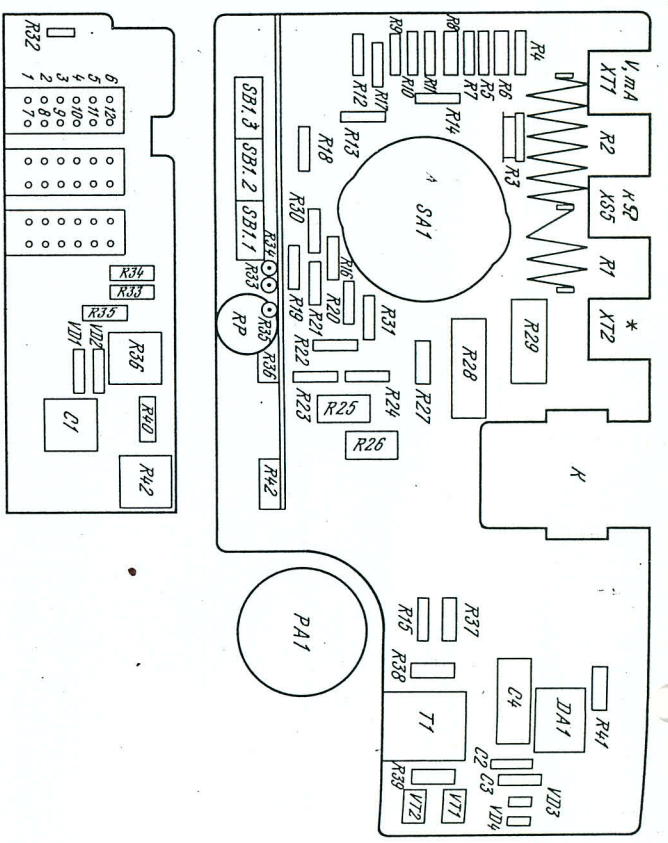 R32
1 2 3 4 5 6
7 8 9 10 11 12
R34
R33
R35
VD1
VD2
R36
C1
R40
R42
SB1.3
SB1.2
SB1.1
R34
R33
R35
RP
R36
R42
R12
R17
R9
R10
R11
R8
R7
R5
R6
R4
R14
R13
R18
R3
SA1
R30
R16
R19
R21
R20
R31
R22
R23
R24
R25
R26
R27
R28
R29
V,mA
XT1
R2
кΩ
XS5
R1
*
XT2
K
PA1
R15
R37
R38
T1
R39
VT2
VT1
C4
DA1
R41
C2
C3
VD3
VD4